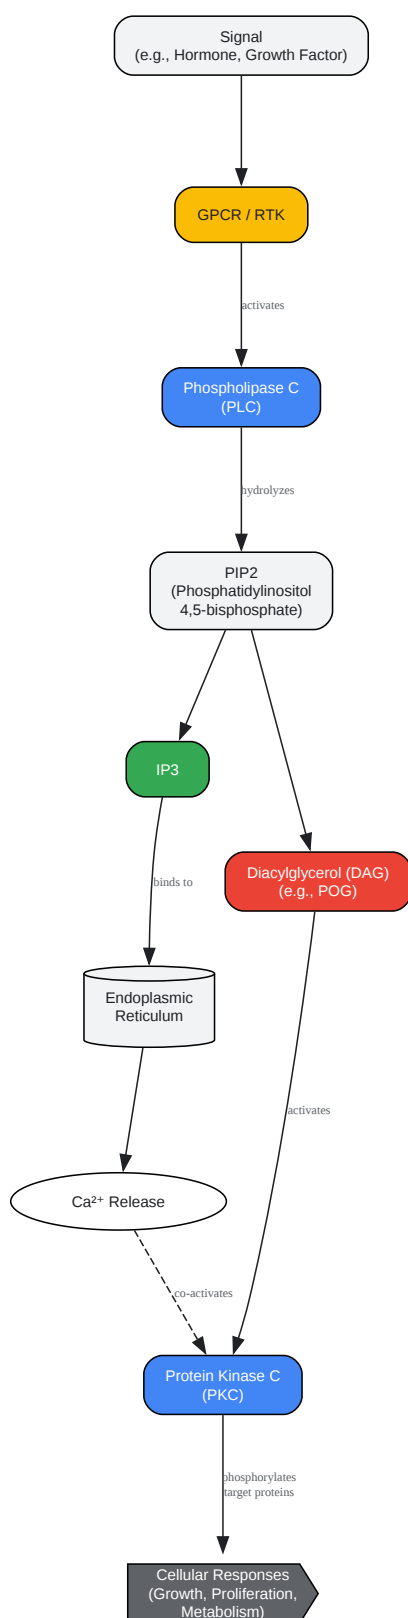 Signal
(e.g., Hormone, Growth Factor)
GPCR / RTK
activates
Phospholipase C
(PLC)
hydrolyzes
PIP2
(Phosphatidylinositol
4,5-bisphosphate)
IP3
Diacylglycerol (DAG)
(e.g., POG)
binds to
Endoplasmic
Reticulum
activates
Ca²⁺ Release
co-activates
Protein Kinase C
(PKC)
phosphorylates
target proteins
Cellular Responses
(Growth, Proliferation,
Metabolism)